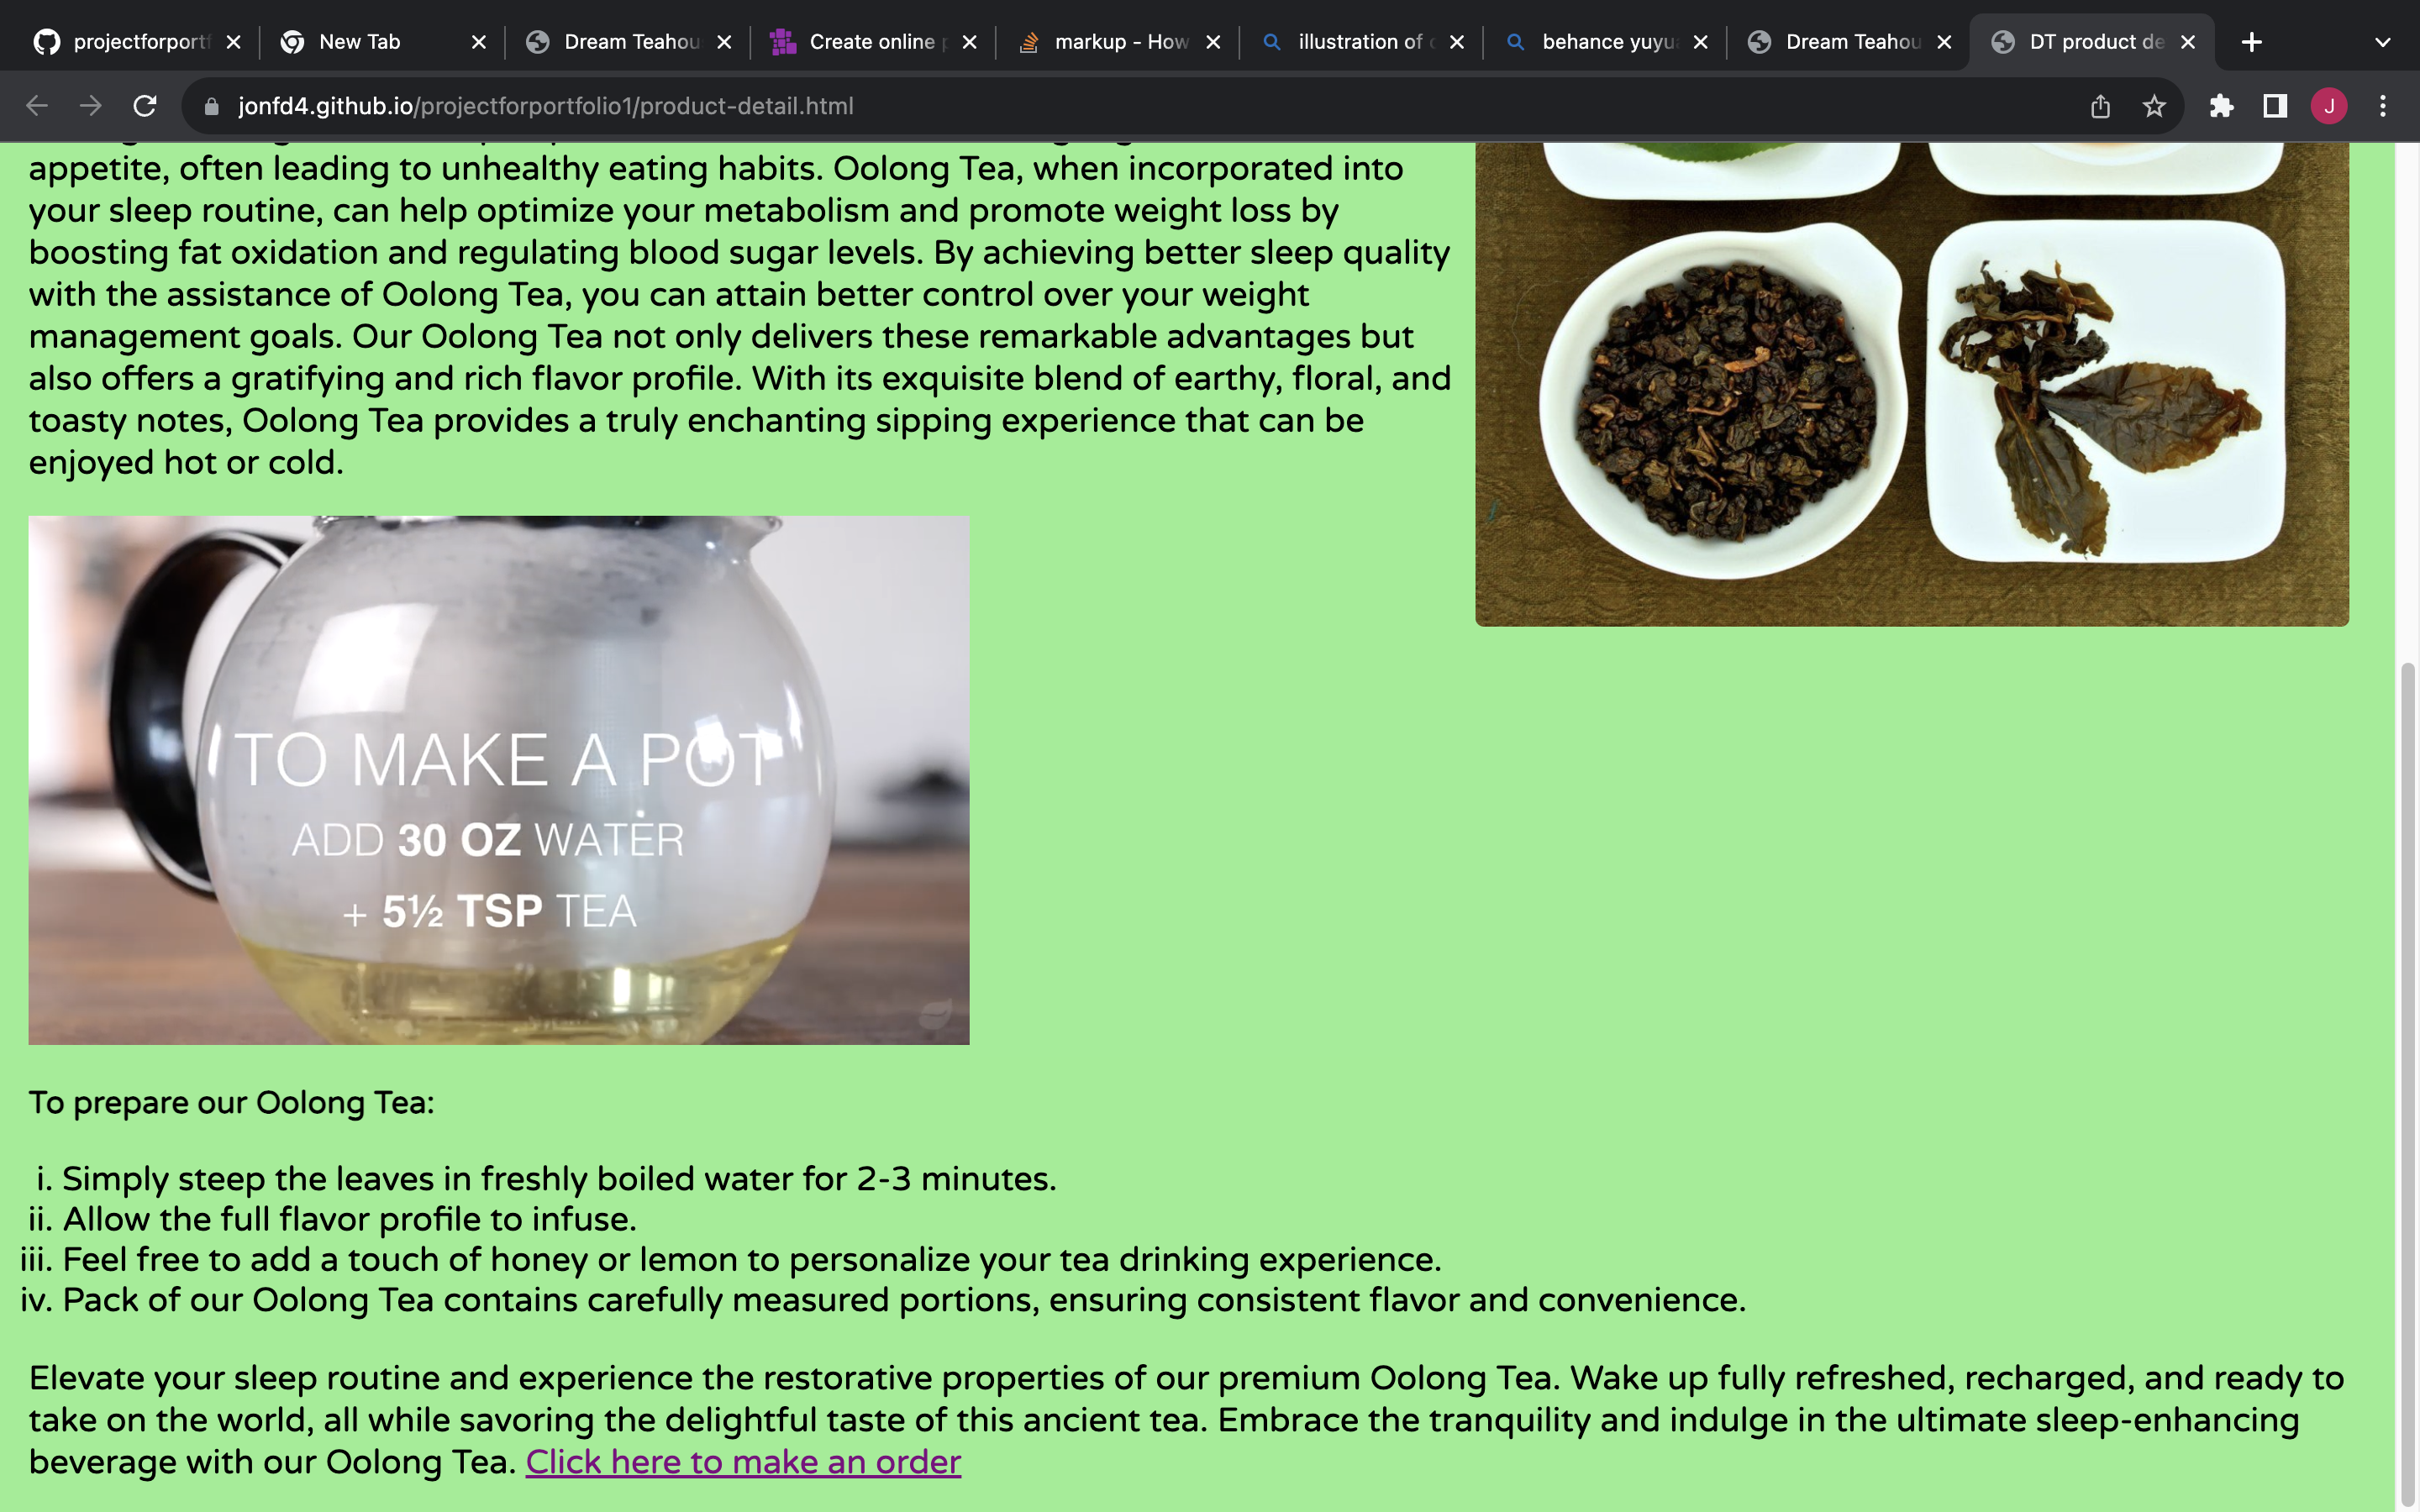 projectforportf
New Tab
Dream Teahou
Create online p
markup - How
illustration of c
behance yuyu
Dream Teahou
DT product de
jonfd4.github.io/projectforportfolio1/product-detail.html
J
appetite, often leading to unhealthy eating habits. Oolong Tea, when incorporated into
your sleep routine, can help optimize your metabolism and promote weight loss by
boosting fat oxidation and regulating blood sugar levels. By achieving better sleep quality
with the assistance of Oolong Tea, you can attain better control over your weight
management goals. Our Oolong Tea not only delivers these remarkable advantages but
also offers a gratifying and rich flavor profile. With its exquisite blend of earthy, floral, and
toasty notes, Oolong Tea provides a truly enchanting sipping experience that can be
enjoyed hot or cold.
TO MAKE A POT
ADD 30 OZ WATER
+ 5½ TSP TEA
To prepare our Oolong Tea:
i. Simply steep the leaves in freshly boiled water for 2-3 minutes.
ii. Allow the full flavor profile to infuse.
iii. Feel free to add a touch of honey or lemon to personalize your tea drinking experience.
iv. Pack of our Oolong Tea contains carefully measured portions, ensuring consistent flavor and convenience.
Elevate your sleep routine and experience the restorative properties of our premium Oolong Tea. Wake up fully refreshed, recharged, and ready to
take on the world, all while savoring the delightful taste of this ancient tea. Embrace the tranquility and indulge in the ultimate sleep-enhancing
beverage with our Oolong Tea. Click here to make an order